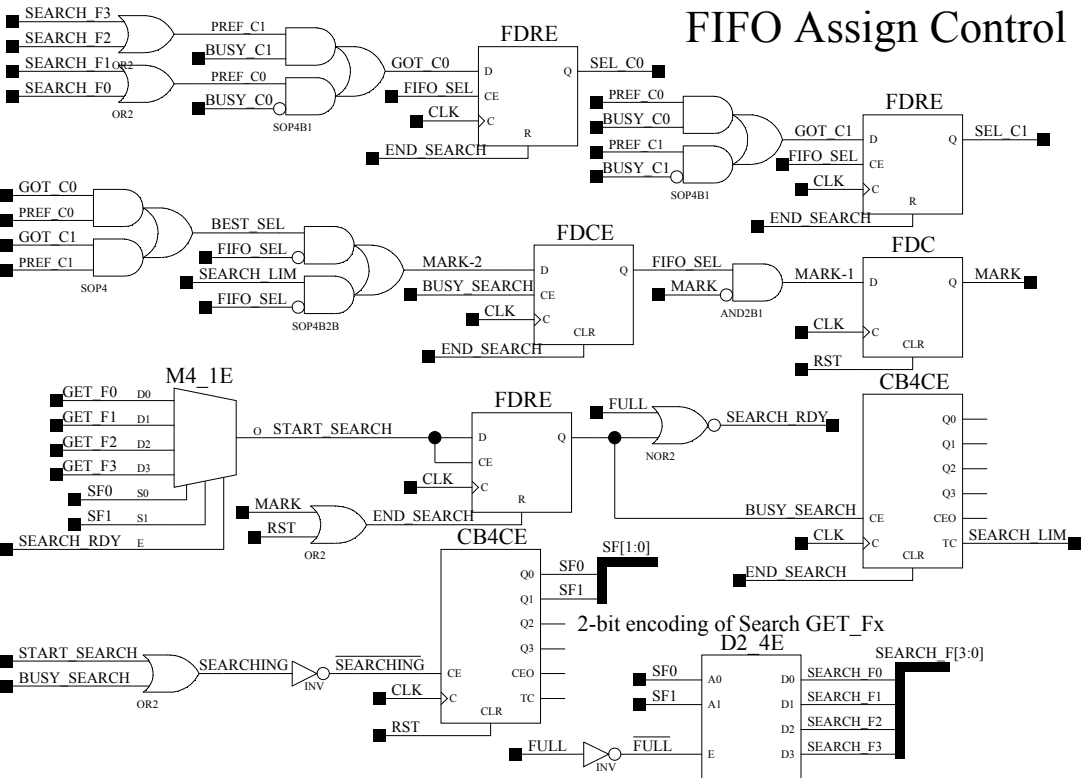 FIFO Assign Control
SEARCH_F3
SEARCH_F2
OR2
PREF_C1
BUSY_C1
SEARCH_F1
SEARCH_F0
OR2
PREF_C0
BUSY_C0
SOP4B1
GOT_C0
FIFO_SEL
CLK
END_SEARCH
FDRE
D
CE
C
R
Q
SEL_C0
PREF_C0
BUSY_C0
PREF_C1
BUSY_C1
SOP4B1
GOT_C1
FIFO_SEL
CLK
END_SEARCH
FDRE
D
CE
C
R
Q
SEL_C1
GOT_C0
PREF_C0
GOT_C1
PREF_C1
SOP4
BEST_SEL
FIFO_SEL
SEARCH_LIM
FIFO_SEL
SOP4B2B
MARK-2
BUSY_SEARCH
CLK
END_SEARCH
FDCE
D
CE
C
CLR
Q
FIFO_SEL
MARK
AND2B1
MARK-1
CLK
RST
FDC
D
C
CLR
Q
MARK
M4_1E
GET_F0 D0
GET_F1 D1
GET_F2 D2
GET_F3 D3
SF0 S0
SF1 S1
SEARCH_RDY E
O
START_SEARCH
CLK
MARK
RST
OR2
END_SEARCH
FDRE
D
CE
C
R
Q
FULL
NOR2
SEARCH_RDY
BUSY_SEARCH
CLK
END_SEARCH
CB4CE
Q0
Q1
Q2
Q3
CE
CEO
C
TC
CLR
SEARCH_LIM
START_SEARCH
BUSY_SEARCH
OR2
SEARCHING
INV
SEARCHING
CLK
RST
CB4CE
Q0
Q1
Q2
Q3
CE
CEO
C
TC
CLR
SF0
SF1
SF[1:0]
2-bit encoding of Search GET_Fx
D2_4E
SF0
SF1
FULL
INV
FULL
A0
A1
E
D0
D1
D2
D3
SEARCH_F0
SEARCH_F1
SEARCH_F2
SEARCH_F3
SEARCH_F[3:0]